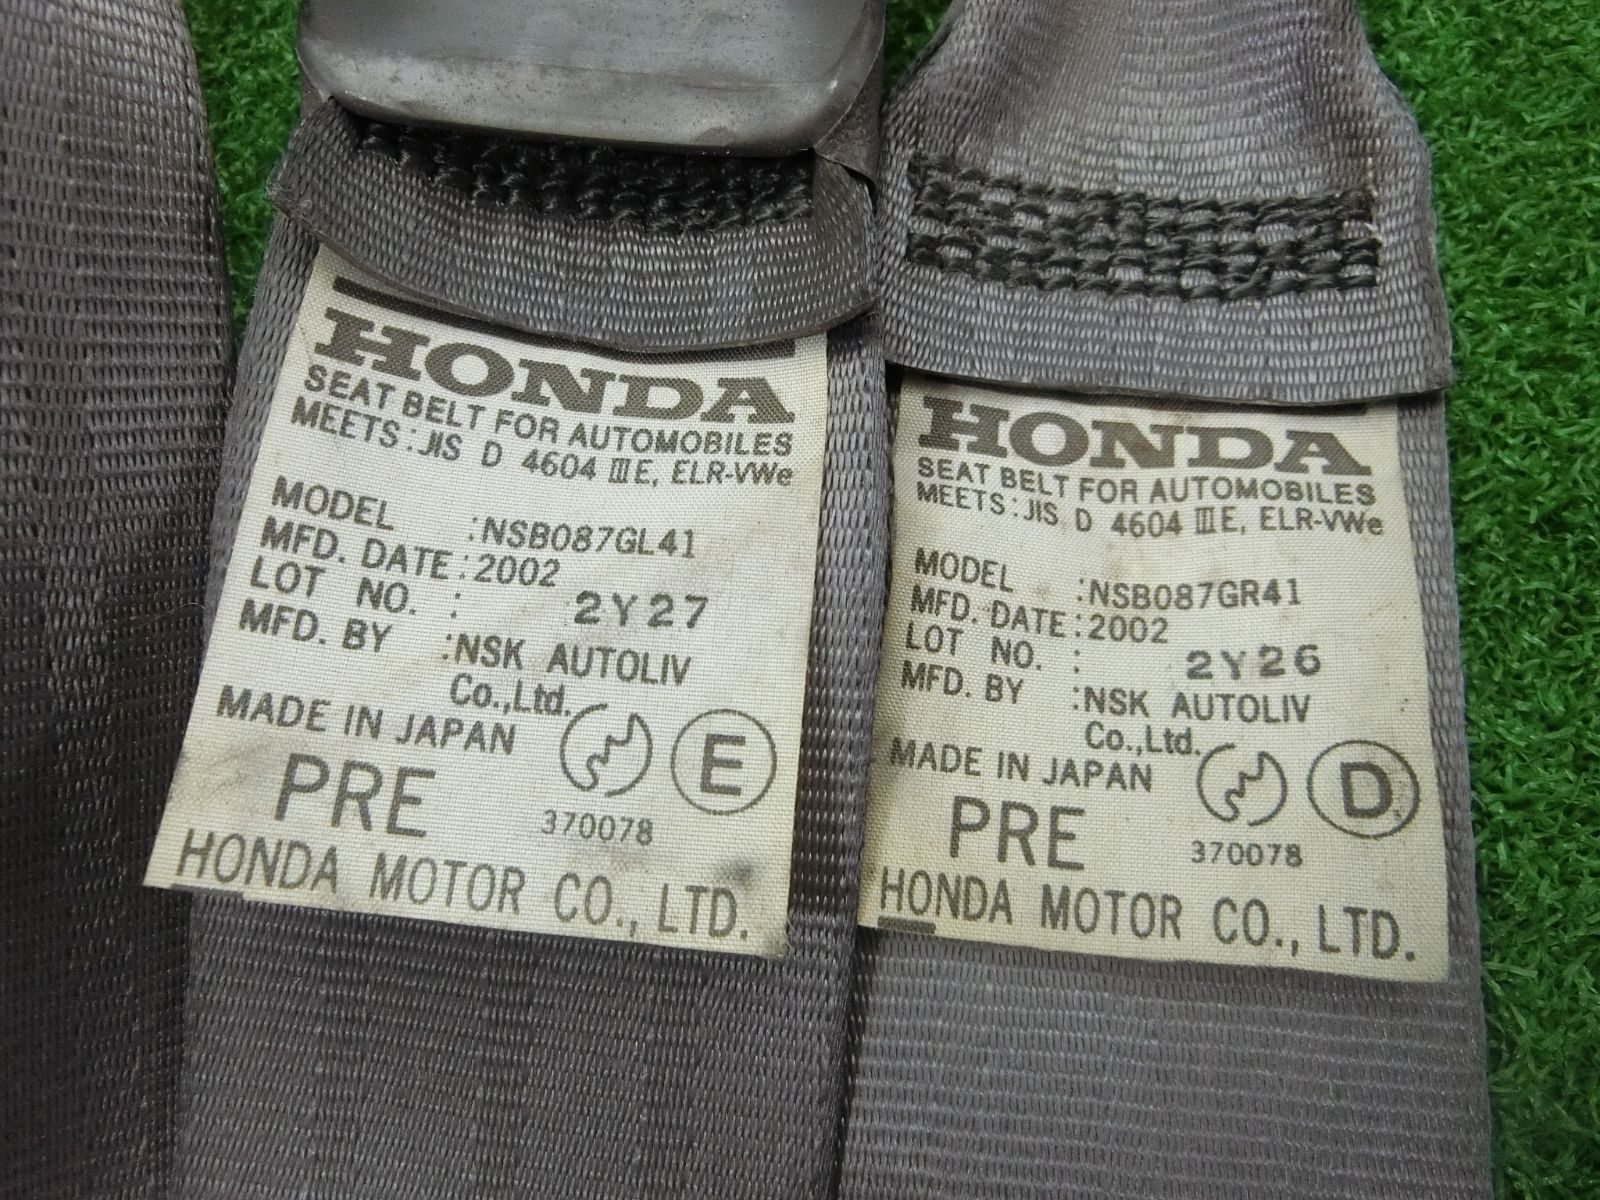 HONDA
SEAT BELT FOR AUTOMOBILES
MEETS : JIS D 4604 ⅢE, ELR-VWe
MODEL :NSB087GL41
MFD. DATE : 2002
LOT NO. : 2Y27
MFD. BY :NSK AUTOLIV
Co.,Ltd.
MADE IN JAPAN
E
PRE 370078
HONDA MOTOR CO., LTD.
HONDA
SEAT BELT FOR AUTOMOBILES
MEETS : JIS D 4604 ⅢE, ELR-VWe
MODEL :NSB087GR41
MFD. DATE : 2002
LOT NO. : 2Y26
MFD. BY :NSK AUTOLIV
Co.,Ltd.
MADE IN JAPAN
D
PRE 370078
HONDA MOTOR CO., LTD.